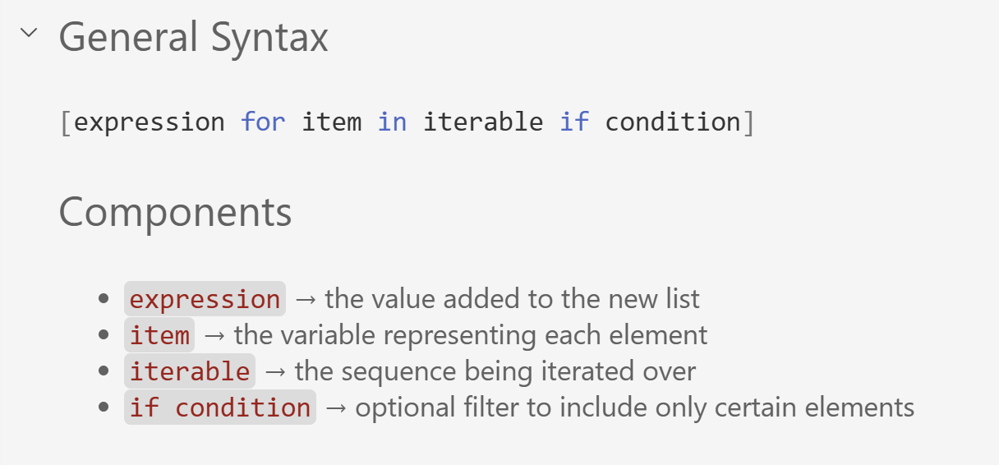 General Syntax
[expression for item in iterable if condition]
Components
• expression → the value added to the new list
• item → the variable representing each element
• iterable → the sequence being iterated over
• if condition → optional filter to include only certain elements